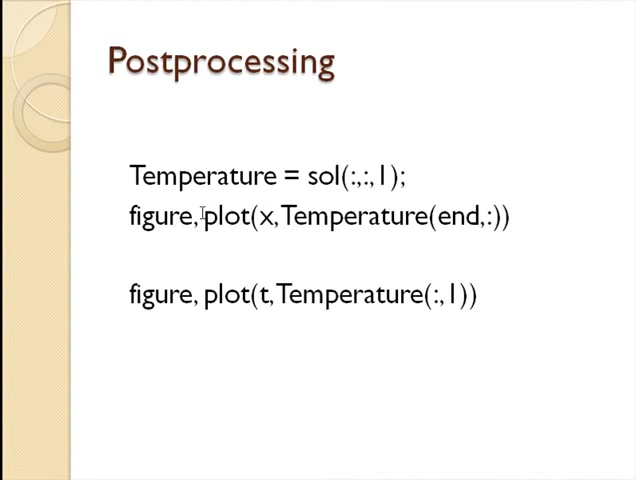 Postprocessing
Temperature = sol(:,:,1);
figure, plot(x,Temperature(end,:))
figure, plot(t,Temperature(:,1))